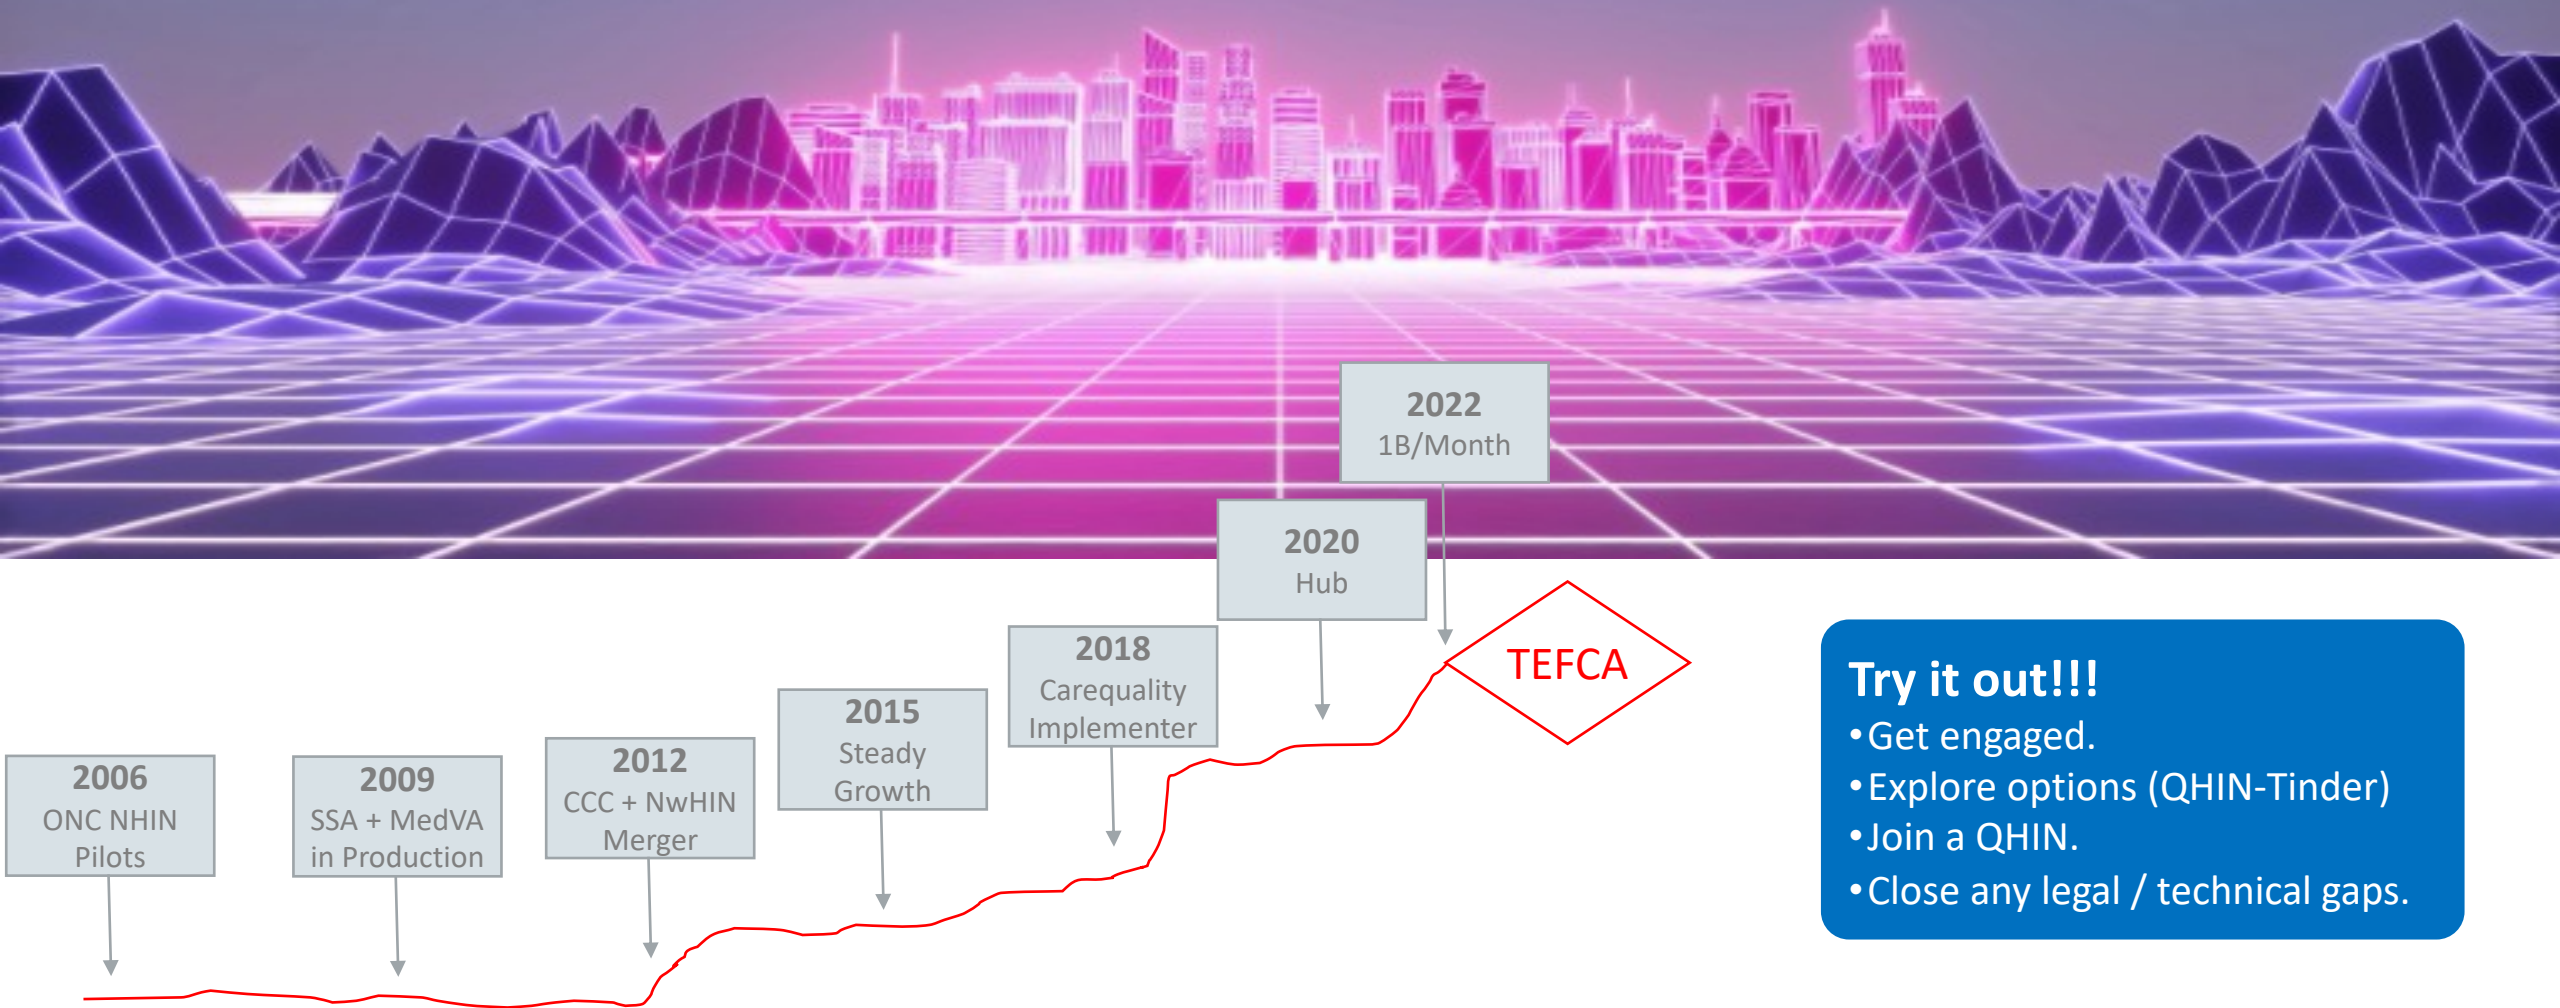 2006
ONC NHIN
Pilots
2009
SSA + MedVA
in Production
2012
CCC + NwHIN
Merger
2015
Steady
Growth
2018
Carequality
Implementer
2020
Hub
2022
1B/Month
TEFCA
Try it out!!!
•Get engaged.
•Explore options (QHIN-Tinder)
•Join a QHIN.
•Close any legal / technical gaps.